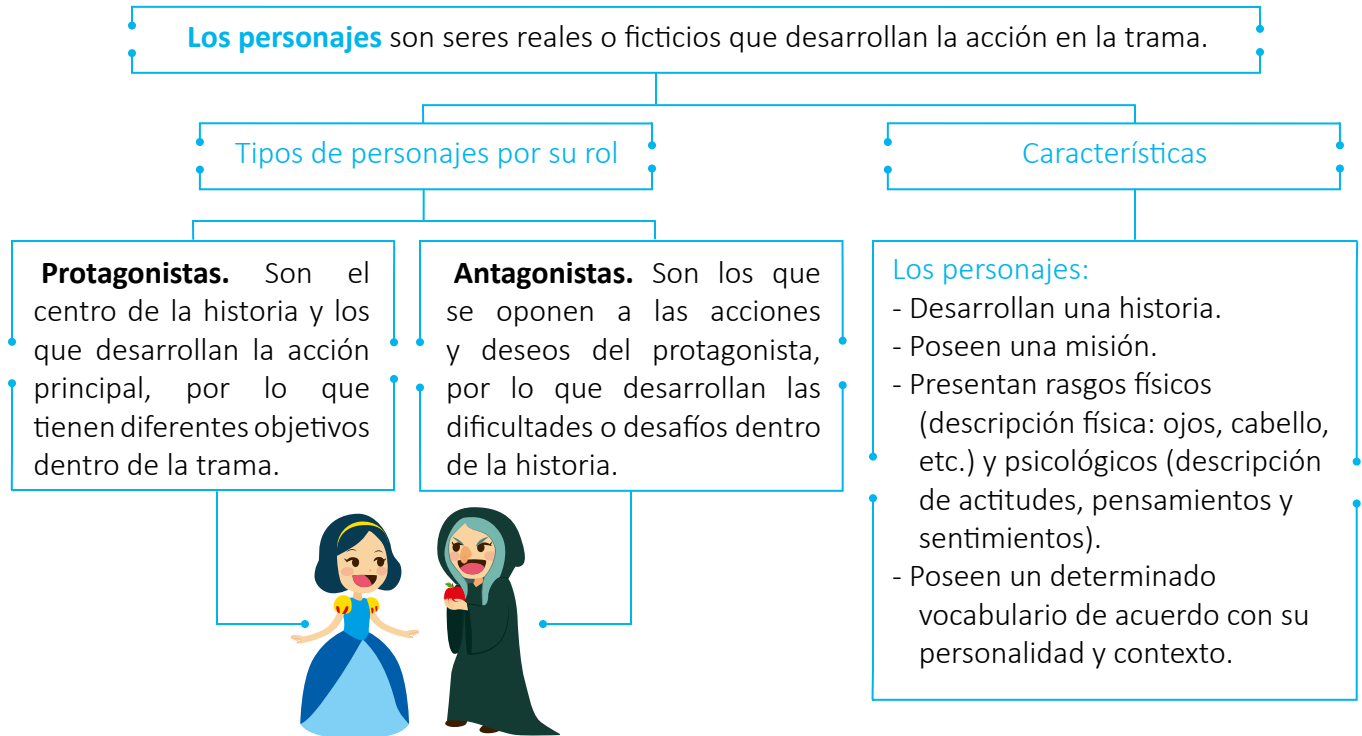 Los personajes son seres reales o ficticios que desarrollan la acción en la trama.
Tipos de personajes por su rol
Característícas
Protagonistas. Son el
centro de la historia y los
que desarrollan la acción
principal, por lo que
tienen diferentes objetivos
dentro de la trama.
Antagonistas. Son los que
se oponen a las acciones
y deseos del protagonista,
por lo que desarrollan las
dificultades o desafíos dentro
de la historia.
Los personajes:
- Desarrollan una historia.
- Poseen una misión.
- Presentan rasgos físicos
(descripción física: ojos, cabello,
etc.) y psicológicos (descripción
de actitudes, pensamientos y
sentimientos).
- Poseen un determinado
vocabulario de acuerdo con su
personalidad y contexto.